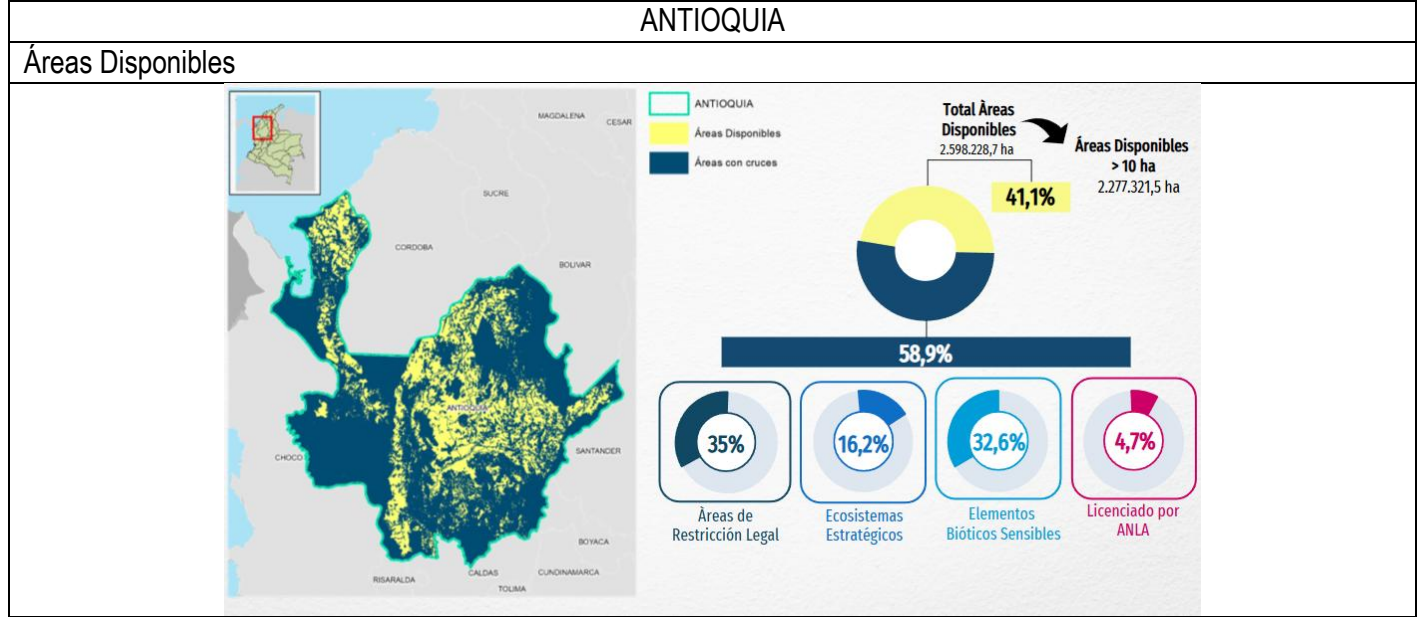 ANTIOQUIA
Áreas Disponibles
ANTIOQUIA
Áreas Disponibles
Áreas con cruces
MAGDALENA
CESAR
SUCRE
CORDOBA
BOLIVAR
ANTIOQUIA
CHOCO
SANTANDER
BOYACA
RISARALDA
CALDAS
CUNDINAMARCA
TOLIMA
Total Àreas
Disponibles
2.598.228,7 ha
Áreas Disponibles
> 10 ha
2.277.321,5 ha
41,1%
58,9%
35%
Àreas de
Restricción Legal
16,2%
Ecosistemas
Estratégicos
32,6%
Elementos
Bióticos Sensibles
4,7%
Licenciado por
ANLA